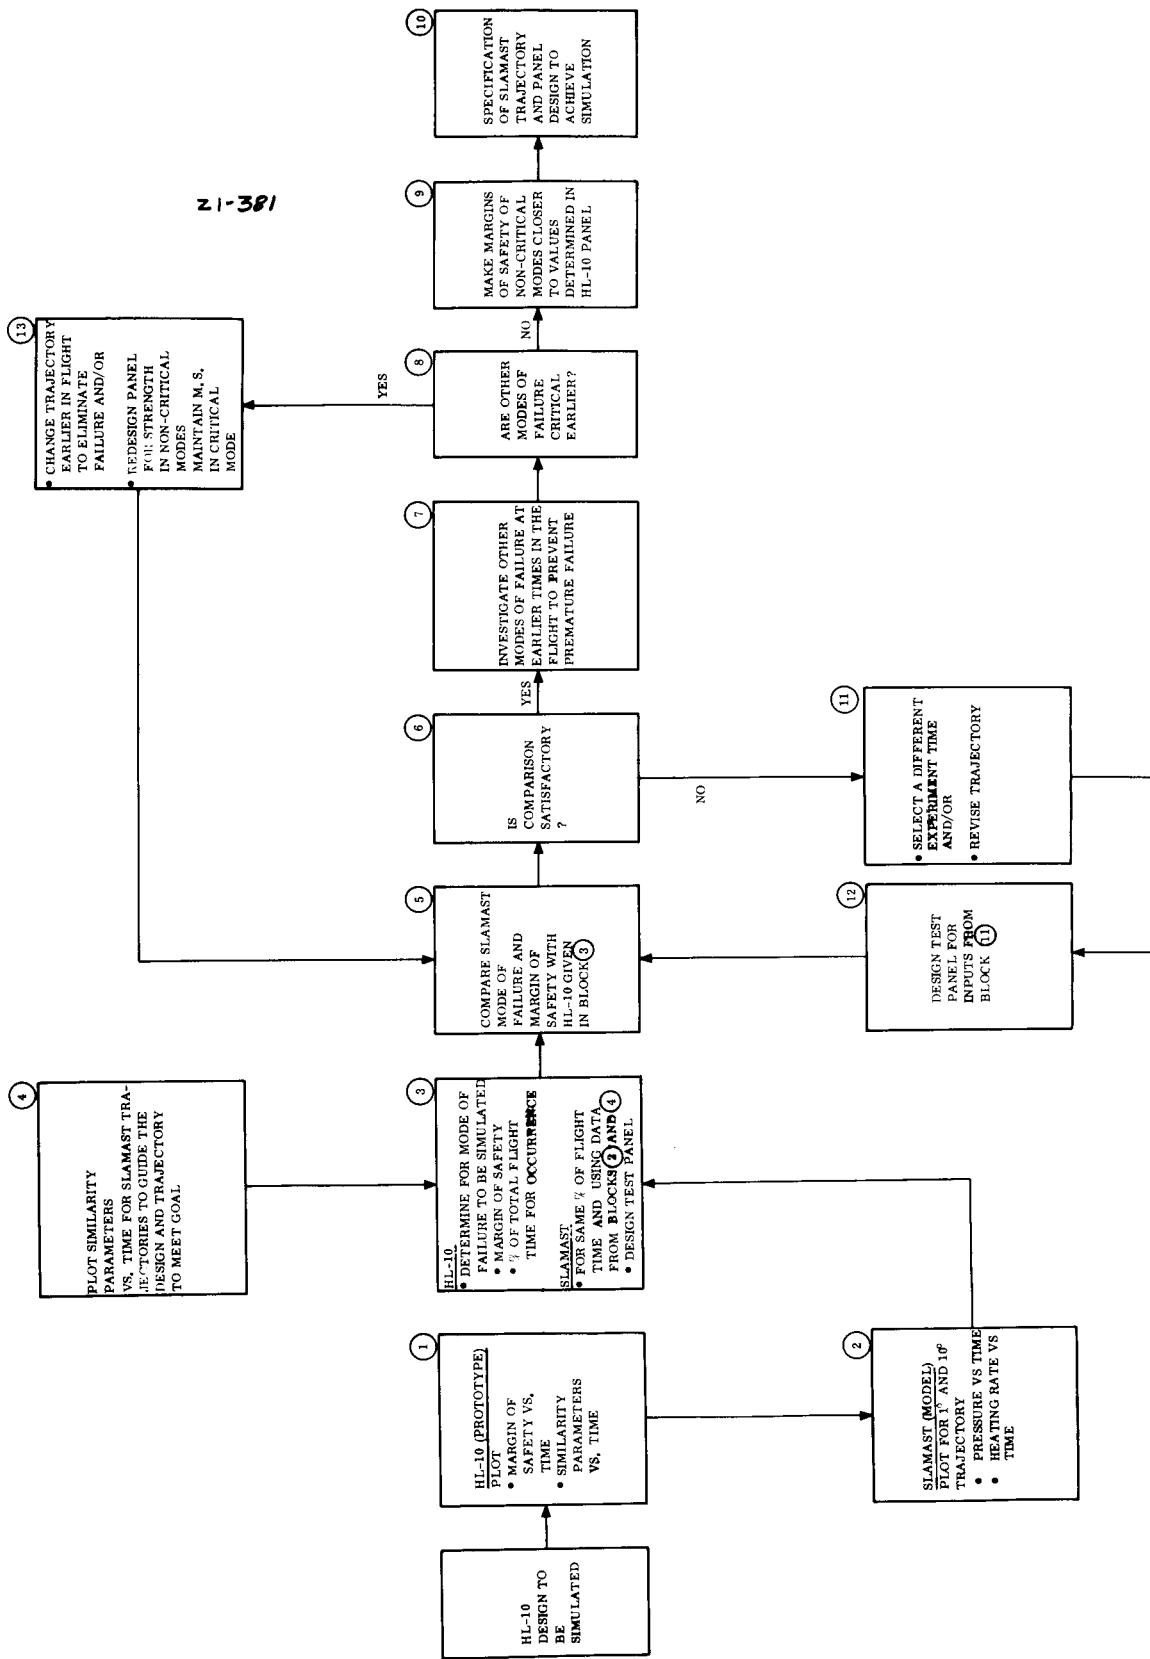 HL-10
DESIGN TO
BE
SIMULATED
1
HL-10 (PROTOTYPE)
PLOT
• MARGIN OF
SAFETY VS.
TIME
• SIMILARITY
PARAMETERS
VS. TIME
2
SLAMAST (MODEL)
PLOT FOR 1° AND 10°
TRAJECTORY
• PRESSURE VS TIME
• HEATING RATE VS
TIME
4
PLOT SIMILARITY
PARAMETERS
VS. TIME FOR SLAMAST TRA-
JECTORIES TO GUIDE THE
DESIGN AND TRAJECTORY
TO MEET GOAL
3
HL-10
• DETERMINE FOR MODE OF
FAILURE TO BE SIMULATED
• MARGIN OF SAFETY
• % OF TOTAL FLIGHT
TIME FOR OCCURRENCE
SLAMAST
• FOR SAME % OF FLIGHT
TIME AND USING DATA
FROM BLOCKS 2 AND 4
• DESIGN TEST PANEL
5
COMPARE SLAMAST
MODE OF
FAILURE AND
MARGIN OF
SAFETY WITH
HL-10 GIVEN
IN BLOCK 3
6
IS
COMPARISON
SATISFACTORY
?
YES
NO
7
INVESTIGATE OTHER
MODES OF FAILURE AT
EARLIER TIMES IN THE
FLIGHT TO PREVENT
PREMATURE FAILURE
8
ARE OTHER
MODES OF
FAILURE
CRITICAL
EARLIER?
YES
NO
9
MAKE MARGINS
OF SAFETY OF
NON-CRITICAL
MODES CLOSER
TO VALUES
DETERMINED IN
HL-10 PANEL
10
SPECIFICATION
OF SLAMAST
TRAJECTORY
AND PANEL
DESIGN TO
ACHIEVE
SIMULATION
11
• SELECT A DIFFERENT
EXPERIMENT TIME
AND/OR
• REVISE TRAJECTORY
12
DESIGN TEST
PANEL FOR
INPUTS FROM
BLOCK 11
13
• CHANGE TRAJECTORY
EARLIER IN FLIGHT
TO ELIMINATE
FAILURE AND/OR
• REDESIGN PANEL
FOR STRENGTH
IN NON-CRITICAL
MODES
MAINTAIN M. S.
IN CRITICAL
MODE
21-381